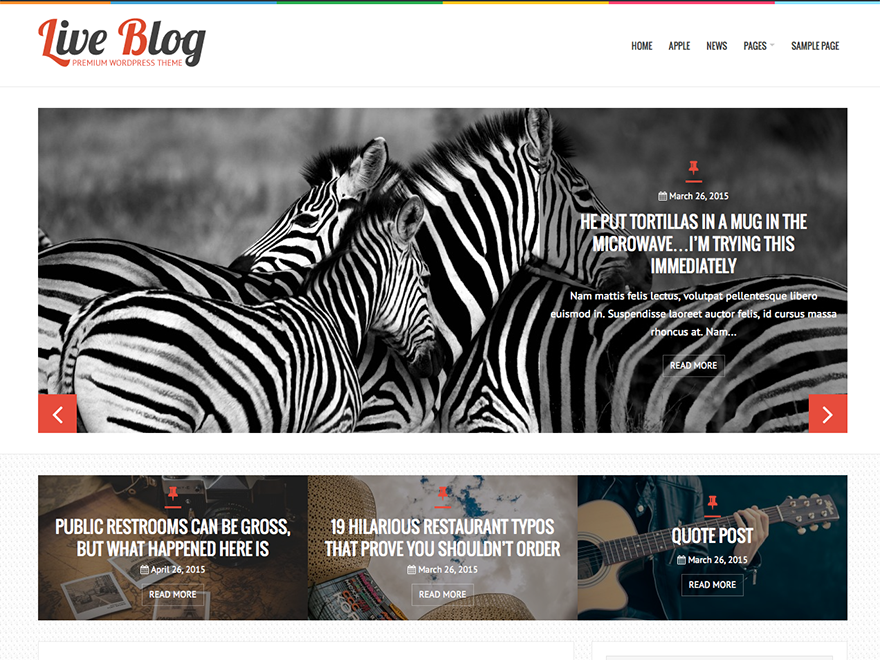 Live Blog
PREMIUM WORDPRESS THEME
HOME APPLE NEWS PAGES SAMPLE PAGE
March 26, 2015
HE PUT TORTILLAS IN A MUG IN THE
MICROWAVE...I'M TRYING THIS
IMMEDIATELY
Nam mattis felis lectus, volutpat pellentesque libero
euismod in. Suspendisse laoreet auctor felis, id cursus massa
rhoncus at. Nam...
READ MORE
PUBLIC RESTROOMS CAN BE GROSS,
BUT WHAT HAPPENED HERE IS
April 26, 2015
READ MORE
19 HILARIOUS RESTAURANT TYPOS
THAT PROVE YOU SHOULDN'T ORDER
March 26, 2015
READ MORE
QUOTE POST
March 26, 2015
READ MORE